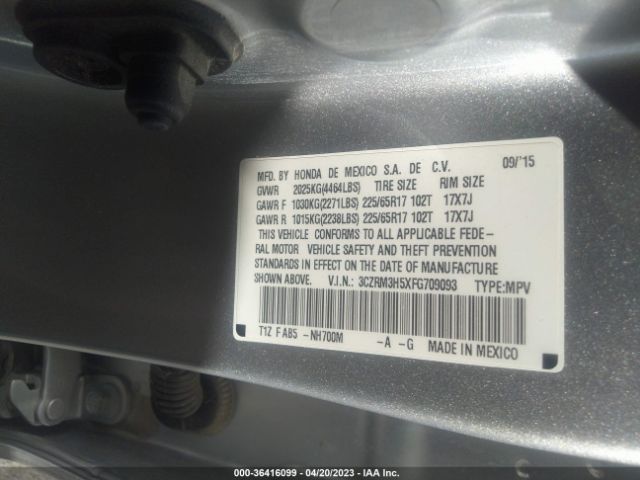 MFD. BY HONDA DE MEXICO S.A. DE C.V. 09/'15
GVWR 2025KG(4464LBS) TIRE SIZE RIM SIZE
GAWR F 1030KG(2271LBS) 225/65R17 102T 17X7J
GAWR R 1015KG(2238LBS) 225/65R17 102T 17X7J
THIS VEHICLE CONFORMS TO ALL APPLICABLE FEDE-
RAL MOTOR VEHICLE SAFETY AND THEFT PREVENTION
STANDARDS IN EFFECT ON THE DATE OF MANUFACTURE
SHOWN ABOVE. V.I.N.: 3CZRM3H5XFG709093 TYPE:MPV
T1Z F AB5 -NH700M -A -G MADE IN MEXICO
000-36416099 - 04/20/2023 - IAA Inc.